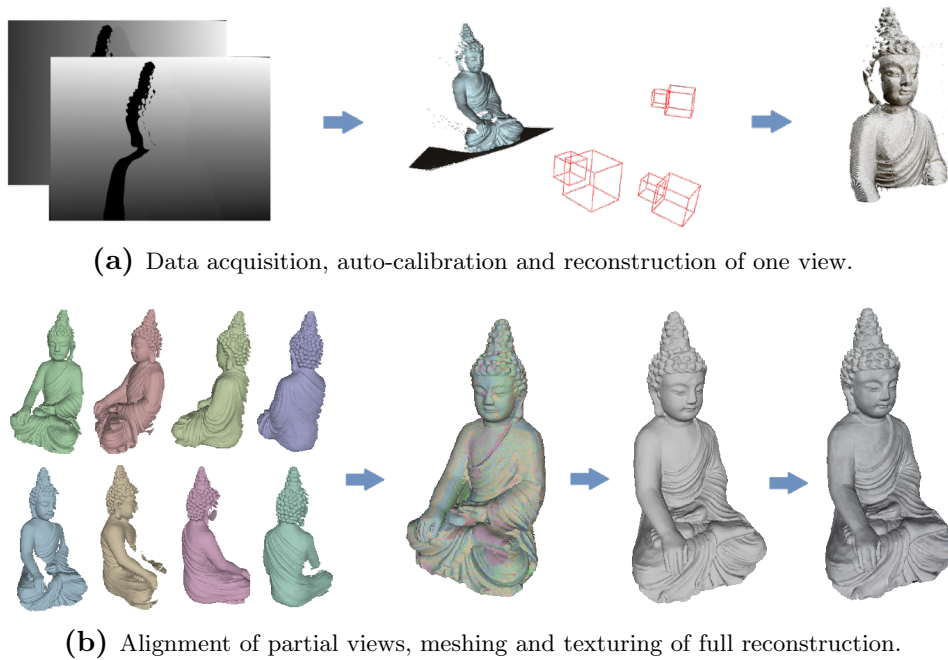 (a) Data acquisition, auto-calibration and reconstruction of one view.
(b) Alignment of partial views, meshing and texturing of full reconstruction.